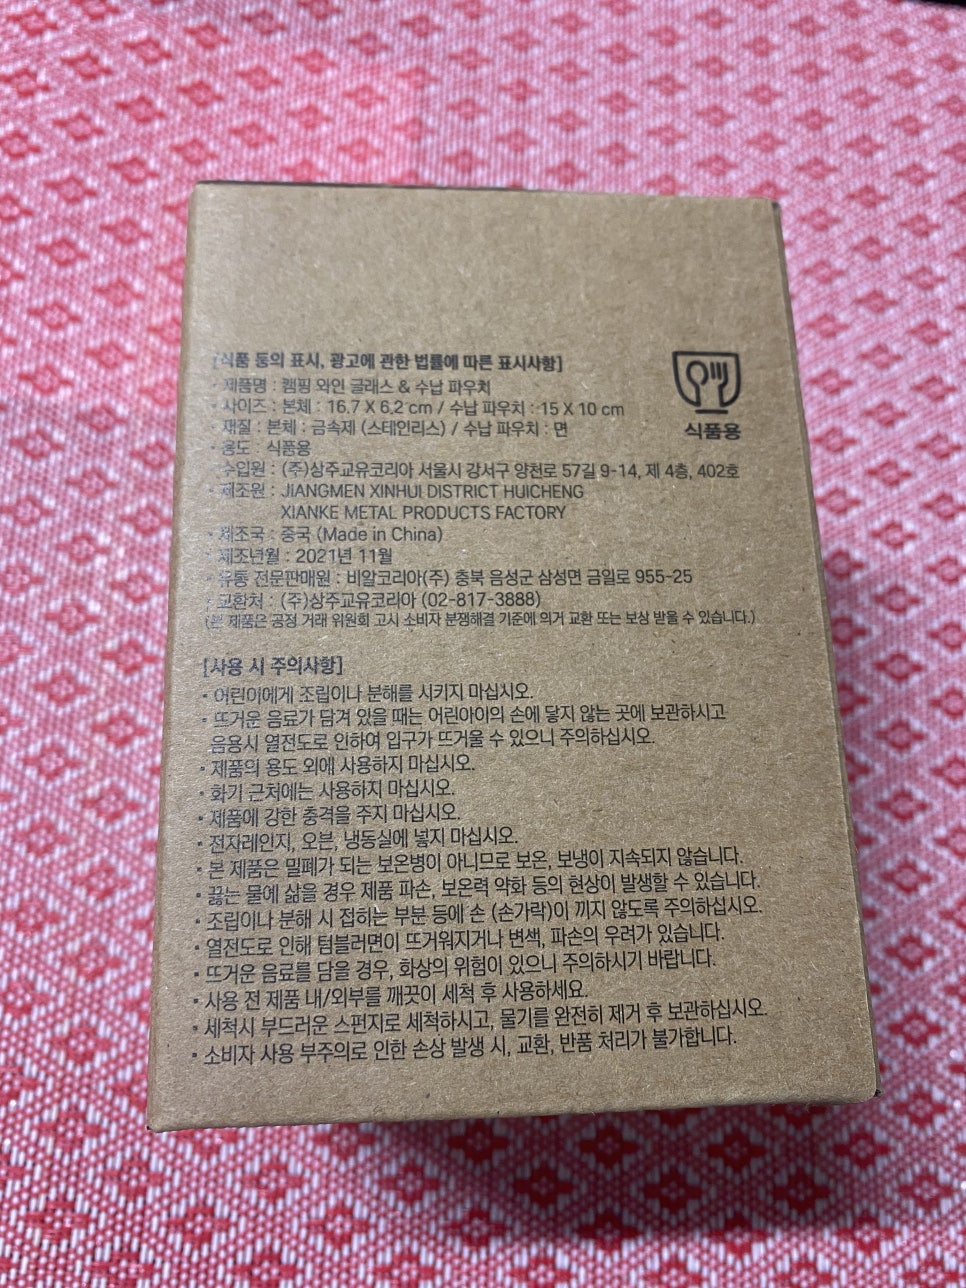 [식품 등의 표시, 광고에 관한 법률에 따른 표시사항]
· 제품명 : 캠핑 와인 글래스 & 수납 파우치
· 사이즈 : 본체 : 16.7 X 6.2 cm / 수납 파우치 : 15 X 10 cm
· 재질 : 본체 : 금속제 (스테인리스) / 수납 파우치 : 면
· 용도 : 식품용
· 수입원 : (주)상주교유코리아 서울시 강서구 양천로 57길 9-14, 제 4층, 402호
· 제조원 : JIANGMEN XINHUI DISTRICT HUICHENG
XIANKE METAL PRODUCTS FACTORY
· 제조국 : 중국 (Made in China)
· 제조년월 : 2021년 11월
· 유통 전문판매원 : 비알코리아(주) 충북 음성군 삼성면 금일로 955-25
· 교환처 : (주)상주교유코리아 (02-817-3888)
(본 제품은 공정 거래 위원회 고시 소비자 분쟁해결 기준에 의거 교환 또는 보상 받을 수 있습니다.)
식품용
[사용 시 주의사항]
· 어린이에게 조립이나 분해를 시키지 마십시오.
· 뜨거운 음료가 담겨 있을 때는 어린아이의 손에 닿지 않는 곳에 보관하시고
음용시 열전도로 인하여 입구가 뜨거울 수 있으니 주의하십시오.
· 제품의 용도 외에 사용하지 마십시오.
· 화기 근처에는 사용하지 마십시오.
· 제품에 강한 충격을 주지 마십시오.
· 전자레인지, 오븐, 냉동실에 넣지 마십시오.
· 본 제품은 밀폐가 되는 보온병이 아니므로 보온, 보냉이 지속되지 않습니다.
· 끓는 물에 삶을 경우 제품 파손, 보온력 약화 등의 현상이 발생할 수 있습니다.
· 조립이나 분해 시 접히는 부분 등에 손 (손가락)이 끼지 않도록 주의하십시오.
· 열전도로 인해 텀블러면이 뜨거워지거나 변색, 파손의 우려가 있습니다.
· 뜨거운 음료를 담을 경우, 화상의 위험이 있으니 주의하시기 바랍니다.
· 사용 전 제품 내/외부를 깨끗이 세척 후 사용하세요.
· 세척시 부드러운 스펀지로 세척하시고, 물기를 완전히 제거 후 보관하십시오.
· 소비자 사용 부주의로 인한 손상 발생 시, 교환, 반품 처리가 불가합니다.